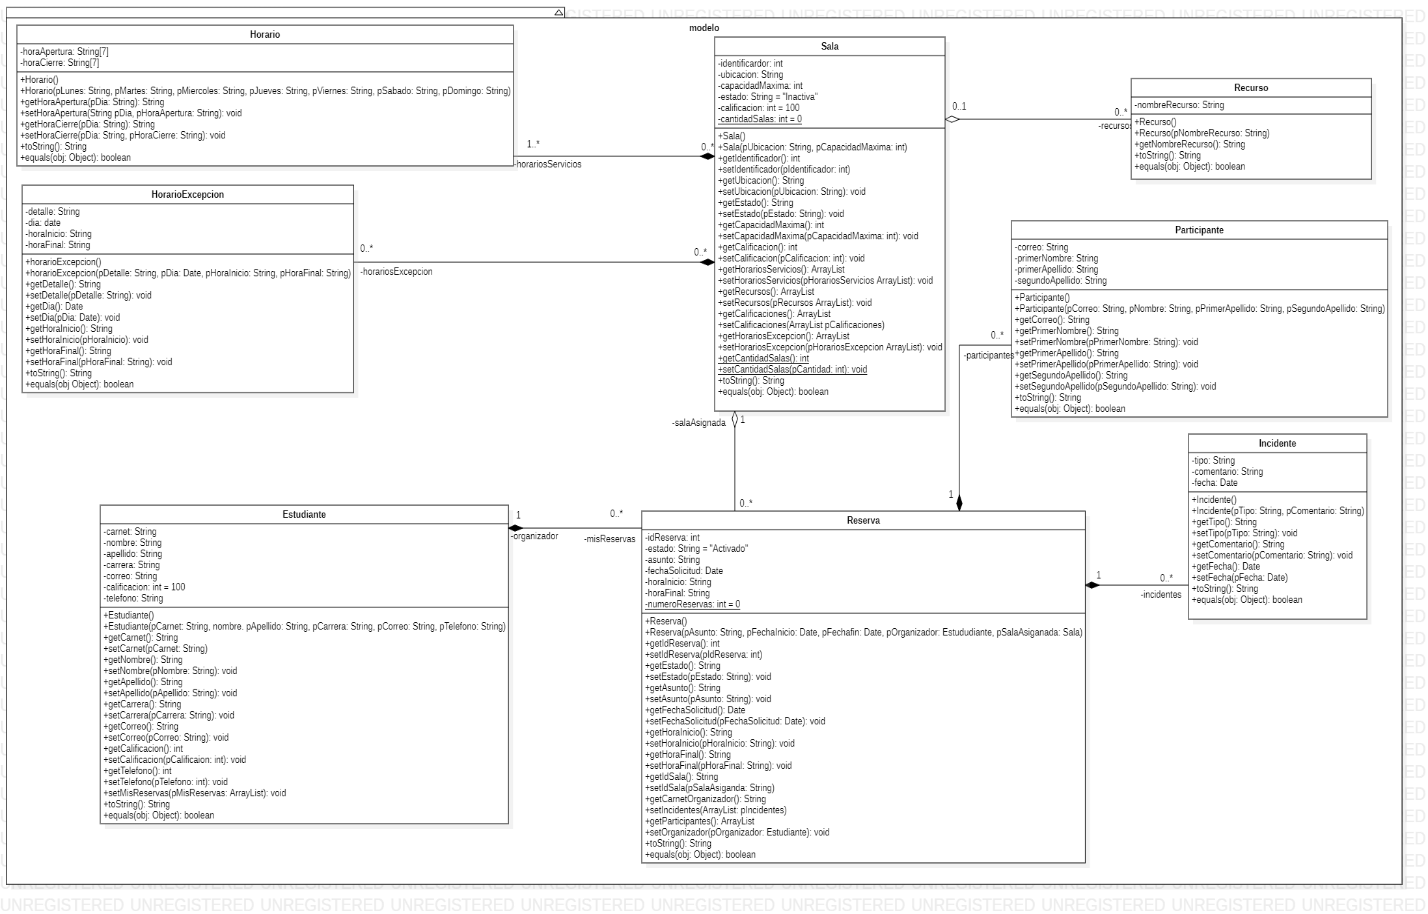 modelo
Horario
-horaApertura: String[7]
-horaCierre: String[7]
+Horario()
+Horario(pLunes: String, pMartes: String, pMiercoles: String, pJueves: String, pViernes: String, pSabado: String, pDomingo: String)
+getHoraApertura(pDia: String): String
+setHoraApertura(String pDia, pHoraApertura: String): void
+getHoraCierre(pDia: String): String
+setHoraCierre(pDia: String, pHoraCierre: String): void
+toString(): String
+equals(obj: Object): boolean
1..*
-horariosServicios
0..*
HorarioExcepcion
-detalle: String
-dia: date
-horaInicio: String
-horaFinal: String
+horarioExcepcion()
+horarioExcepcion(pDetalle: String, pDia: Date, pHoraInicio: String, pHoraFinal: String)
+getDetalle(): String
+setDetalle(pDetalle: String): void
+getDia(): Date
+setDia(pDia: Date): void
+getHoraInicio(): String
+setHoraInicio(pHoraInicio): void
+getHoraFinal(): String
+setHoraFinal(pHoraFinal: String): void
+toString(): String
+equals(obj Object): boolean
0..*
-horariosExcepcion
0..*
Sala
-identificardor: int
-ubicacion: String
-capacidadMaxima: int
-estado: String = "Inactiva"
-calificacion: int = 100
-cantidadSalas: int = 0
+Sala()
+Sala(pUbicacion: String, pCapacidadMaxima: int)
+getIdentificador(): int
+setIdentificador(pIdentificador: int)
+getUbicacion(): String
+setUbicacion(pUbicacion: String): void
+getEstado(): String
+setEstado(pEstado: String): void
+getCapacidadMaxima(): int
+setCapacidadMaxima(pCapacidadMaxima: int): void
+getCalificacion(): int
+setCalificacion(pCalificacion: int): void
+getHorariosServicios(): ArrayList
+setHorariosServicios(pHorariosServicios ArrayList): void
+getRecursos(): ArrayList
+setRecursos(pRecursos ArrayList): void
+getCalificaciones(): ArrayList
+setCalificaciones(ArrayList pCalificaciones)
+getHorariosExcepcion(): ArrayList
+setHorariosExcepcion(pHorariosExcepcion ArrayList): void
+getCantidadSalas(): int
+setCantidadSalas(pCantidad: int): void
+toString(): String
+equals(obj: Object): boolean
0..1
0..*
-recursos
Recurso
-nombreRecurso: String
+Recurso()
+Recurso(pNombreRecurso: String)
+getNombreRecurso(): String
+toString(): String
+equals(obj: Object): boolean
Participante
-correo: String
-primerNombre: String
-primerApellido: String
-segundoApellido: String
+Participante()
+Participante(pCorreo: String, pNombre: String, pPrimerApellido: String, pSegundoApellido: String)
+getCorreo(): String
+getPrimerNombre(): String
+setPrimerNombre(pPrimerNombre: String): void
+getPrimerApellido(): String
+setPrimerApellido(pPrimerApellido: String): void
+getSegundoApellido(): String
+setSegundoApellido(pSegundoApellido: String): void
+toString(): String
+equals(obj: Object): boolean
0..*
-participantes
1
-salaAsignada
1
0..*
Incidente
-tipo: String
-comentario: String
-fecha: Date
+Incidente()
+Incidente(pTipo: String, pComentario: String)
+getTipo(): String
+setTipo(pTipo: String): void
+getComentario(): String
+setComentario(pComentario: String): void
+getFecha(): Date
+setFecha(pFecha: Date)
+toString(): String
+equals(obj: Object): boolean
1
0..*
-incidentes
Estudiante
-carnet: String
-nombre: String
-apellido: String
-carrera: String
-correo: String
-calificacion: int = 100
-telefono: String
+Estudiante()
+Estudiante(pCarnet: String, nombre. pApellido: String, pCarrera: String, pCorreo: String, pTelefono: String)
+getCarnet(): String
+setCarnet(pCarnet: String)
+getNombre(): String
+setNombre(pNombre: String): void
+getApellido(): String
+setApellido(pApellido: String): void
+getCarrera(): String
+setCarrera(pCarrera: String): void
+getCorreo(): String
+setCorreo(pCorreo: String): void
+getCalificacion(): int
+setCalificacion(pCalificaion: int): void
+getTelefono(): int
+setTelefono(pTelefono: int): void
+setMisReservas(pMisReservas: ArrayList): void
+toString(): String
+equals(obj: Object): boolean
1
-organizador
0..*
-misReservas
Reserva
-idReserva: int
-estado: String = "Activado"
-asunto: String
-fechaSolicitud: Date
-horaInicio: String
-horaFinal: String
-numeroReservas: int = 0
+Reserva()
+Reserva(pAsunto: String, pFechaInicio: Date, pFechafin: Date, pOrganizador: Estududiante, pSalaAsiganada: Sala)
+getIdReserva(): int
+setIdReserva(pIdReserva: int)
+getEstado(): String
+setEstado(pEstado: String): void
+getAsunto(): String
+setAsunto(pAsunto: String): void
+getFechaSolicitud(): Date
+setFechaSolicitud(pFechaSolicitud: Date): void
+getHoraInicio(): String
+setHoraInicio(pHoraInicio: String): void
+getHoraFinal(): String
+setHoraFinal(pHoraFinal: String): void
+getIdSala(): String
+setIdSala(pSalaAsiganda: String)
+getCarnetOrganizador(): String
+setIncidentes(ArrayList: pIncidentes)
+getParticipantes(): ArrayList
+setOrganizador(pOrganizador: Estudiante): void
+toString(): String
+equals(obj: Object): boolean
UNREGISTERED UNREGISTERED UNREGISTERED UNREGISTERED UNREGISTERED UNREGISTERED UNREGISTERED UNREGISTERED UNREGISTERED UNREGISTERED UNREGISTERED